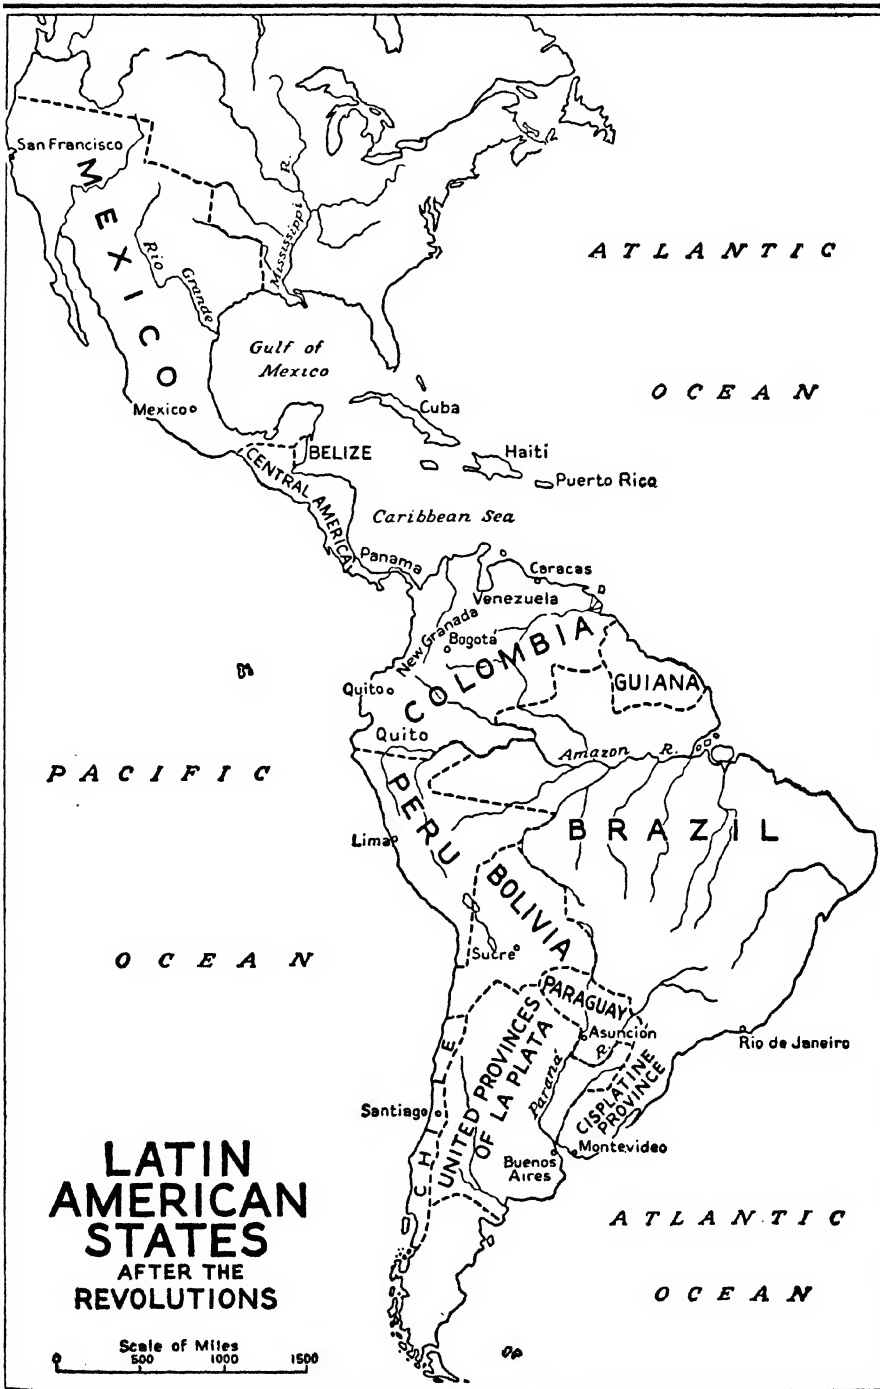 San Francisco
MEXICO
Rio Grande
Mississippi R.
ATLANTIC
OCEAN
Gulf of
Mexico
Mexico
Cuba
BELIZE
Haiti
Puerto Rico
CENTRAL AMERICA
Caribbean Sea
Panama
Caracas
Venezuela
New Granada
Bogotá
COLOMBIA
GUIANA
Quito
Quito
PACIFIC
OCEAN
Amazon R.
PERU
BRAZIL
Lima
BOLIVIA
Sucre
PARAGUAY
Asunción
Paraná R.
Rio de Janeiro
UNITED PROVINCES
OF LA PLATA
CISPLATINE
PROVINCE
CHILE
Santiago
Montevideo
Buenos
Aires
ATLANTIC
OCEAN
LATIN
AMERICAN
STATES
AFTER THE
REVOLUTIONS
Scale of Miles
0 500 1000 1500